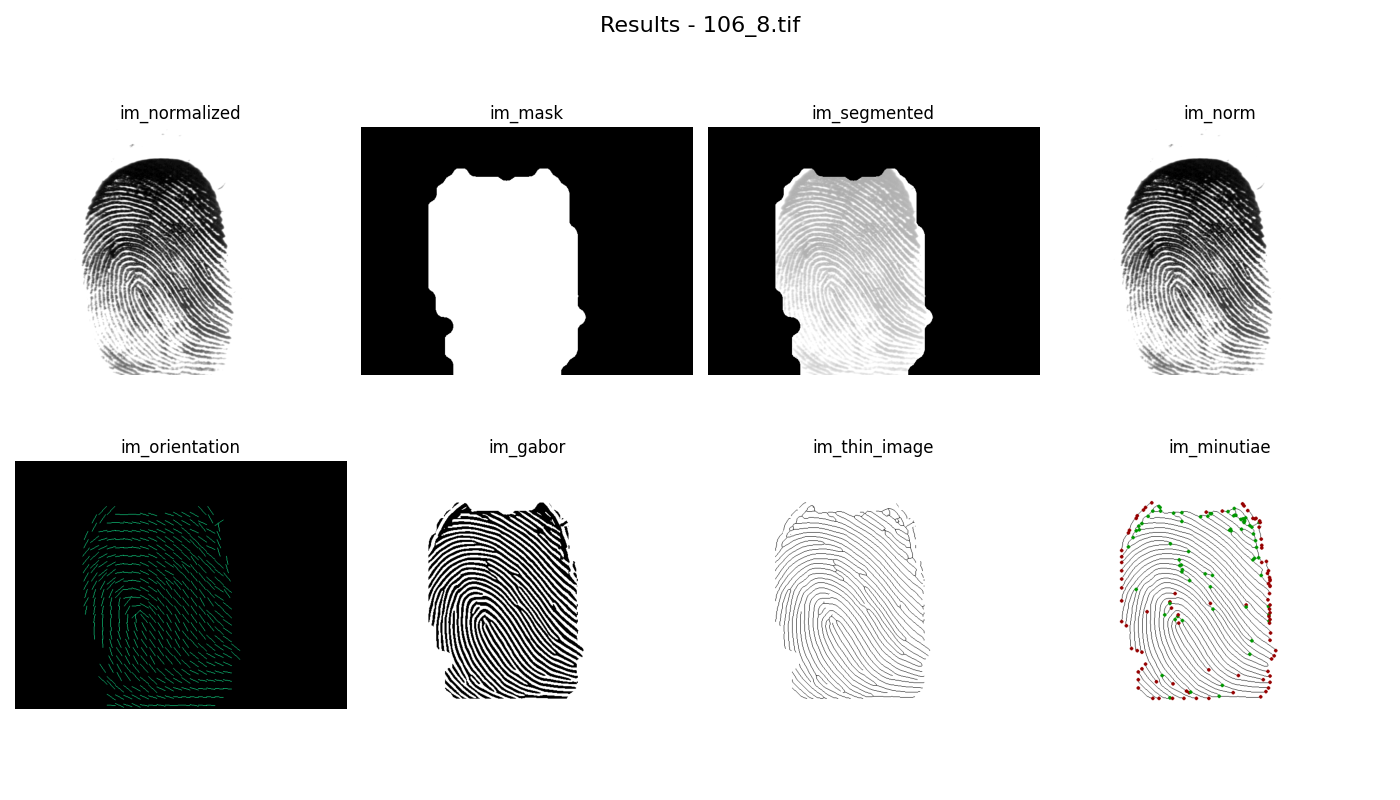 Results - 106_8.tif
im_normalized
im_mask
im_segmented
im_norm
im_orientation
im_gabor
im_thin_image
im_minutiae